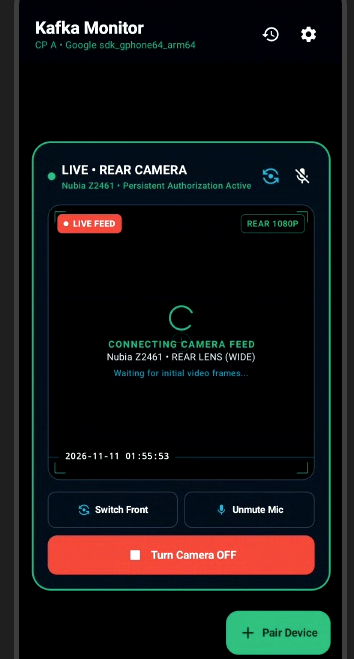 Kafka Monitor
CP A • Google sdk_gphone64_arm64
LIVE • REAR CAMERA
Nubia Z2461 • Persistent Authorization Active
LIVE FEED
REAR 1080P
CONNECTING CAMERA FEED
Nubia Z2461 • REAR LENS (WIDE)
Waiting for initial video frames...
2026-11-11 01:55:53
Switch Front
Unmute Mic
Turn Camera OFF
Pair Device